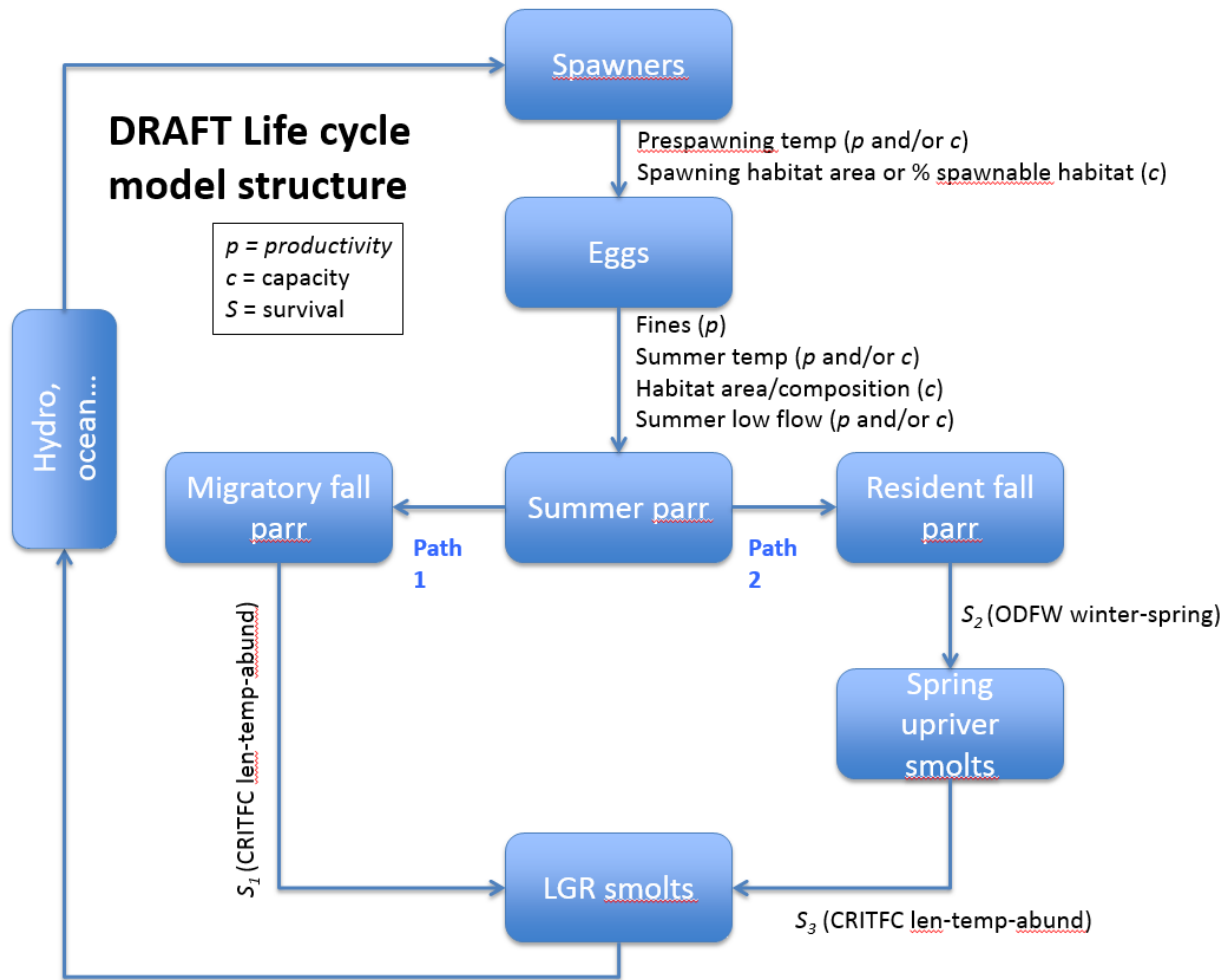 Spawners
DRAFT Life cycle
model structure
Prespawning temp (p and/or c)
Spawning habitat area or % spawnable habitat (c)
p = productivity
c = capacity
S = survival
Eggs
Fines (p)
Summer temp (p and/or c)
Habitat area/composition (c)
Summer low flow (p and/or c)
Hydro,
ocean...
Migratory fall
parr
Summer parr
Resident fall
parr
Path
1
Path
2
S2 (ODFW winter-spring)
Spring
upriver
smolts
S1 (CRITFC len-temp-abund)
LGR smolts
S3 (CRITFC len-temp-abund)